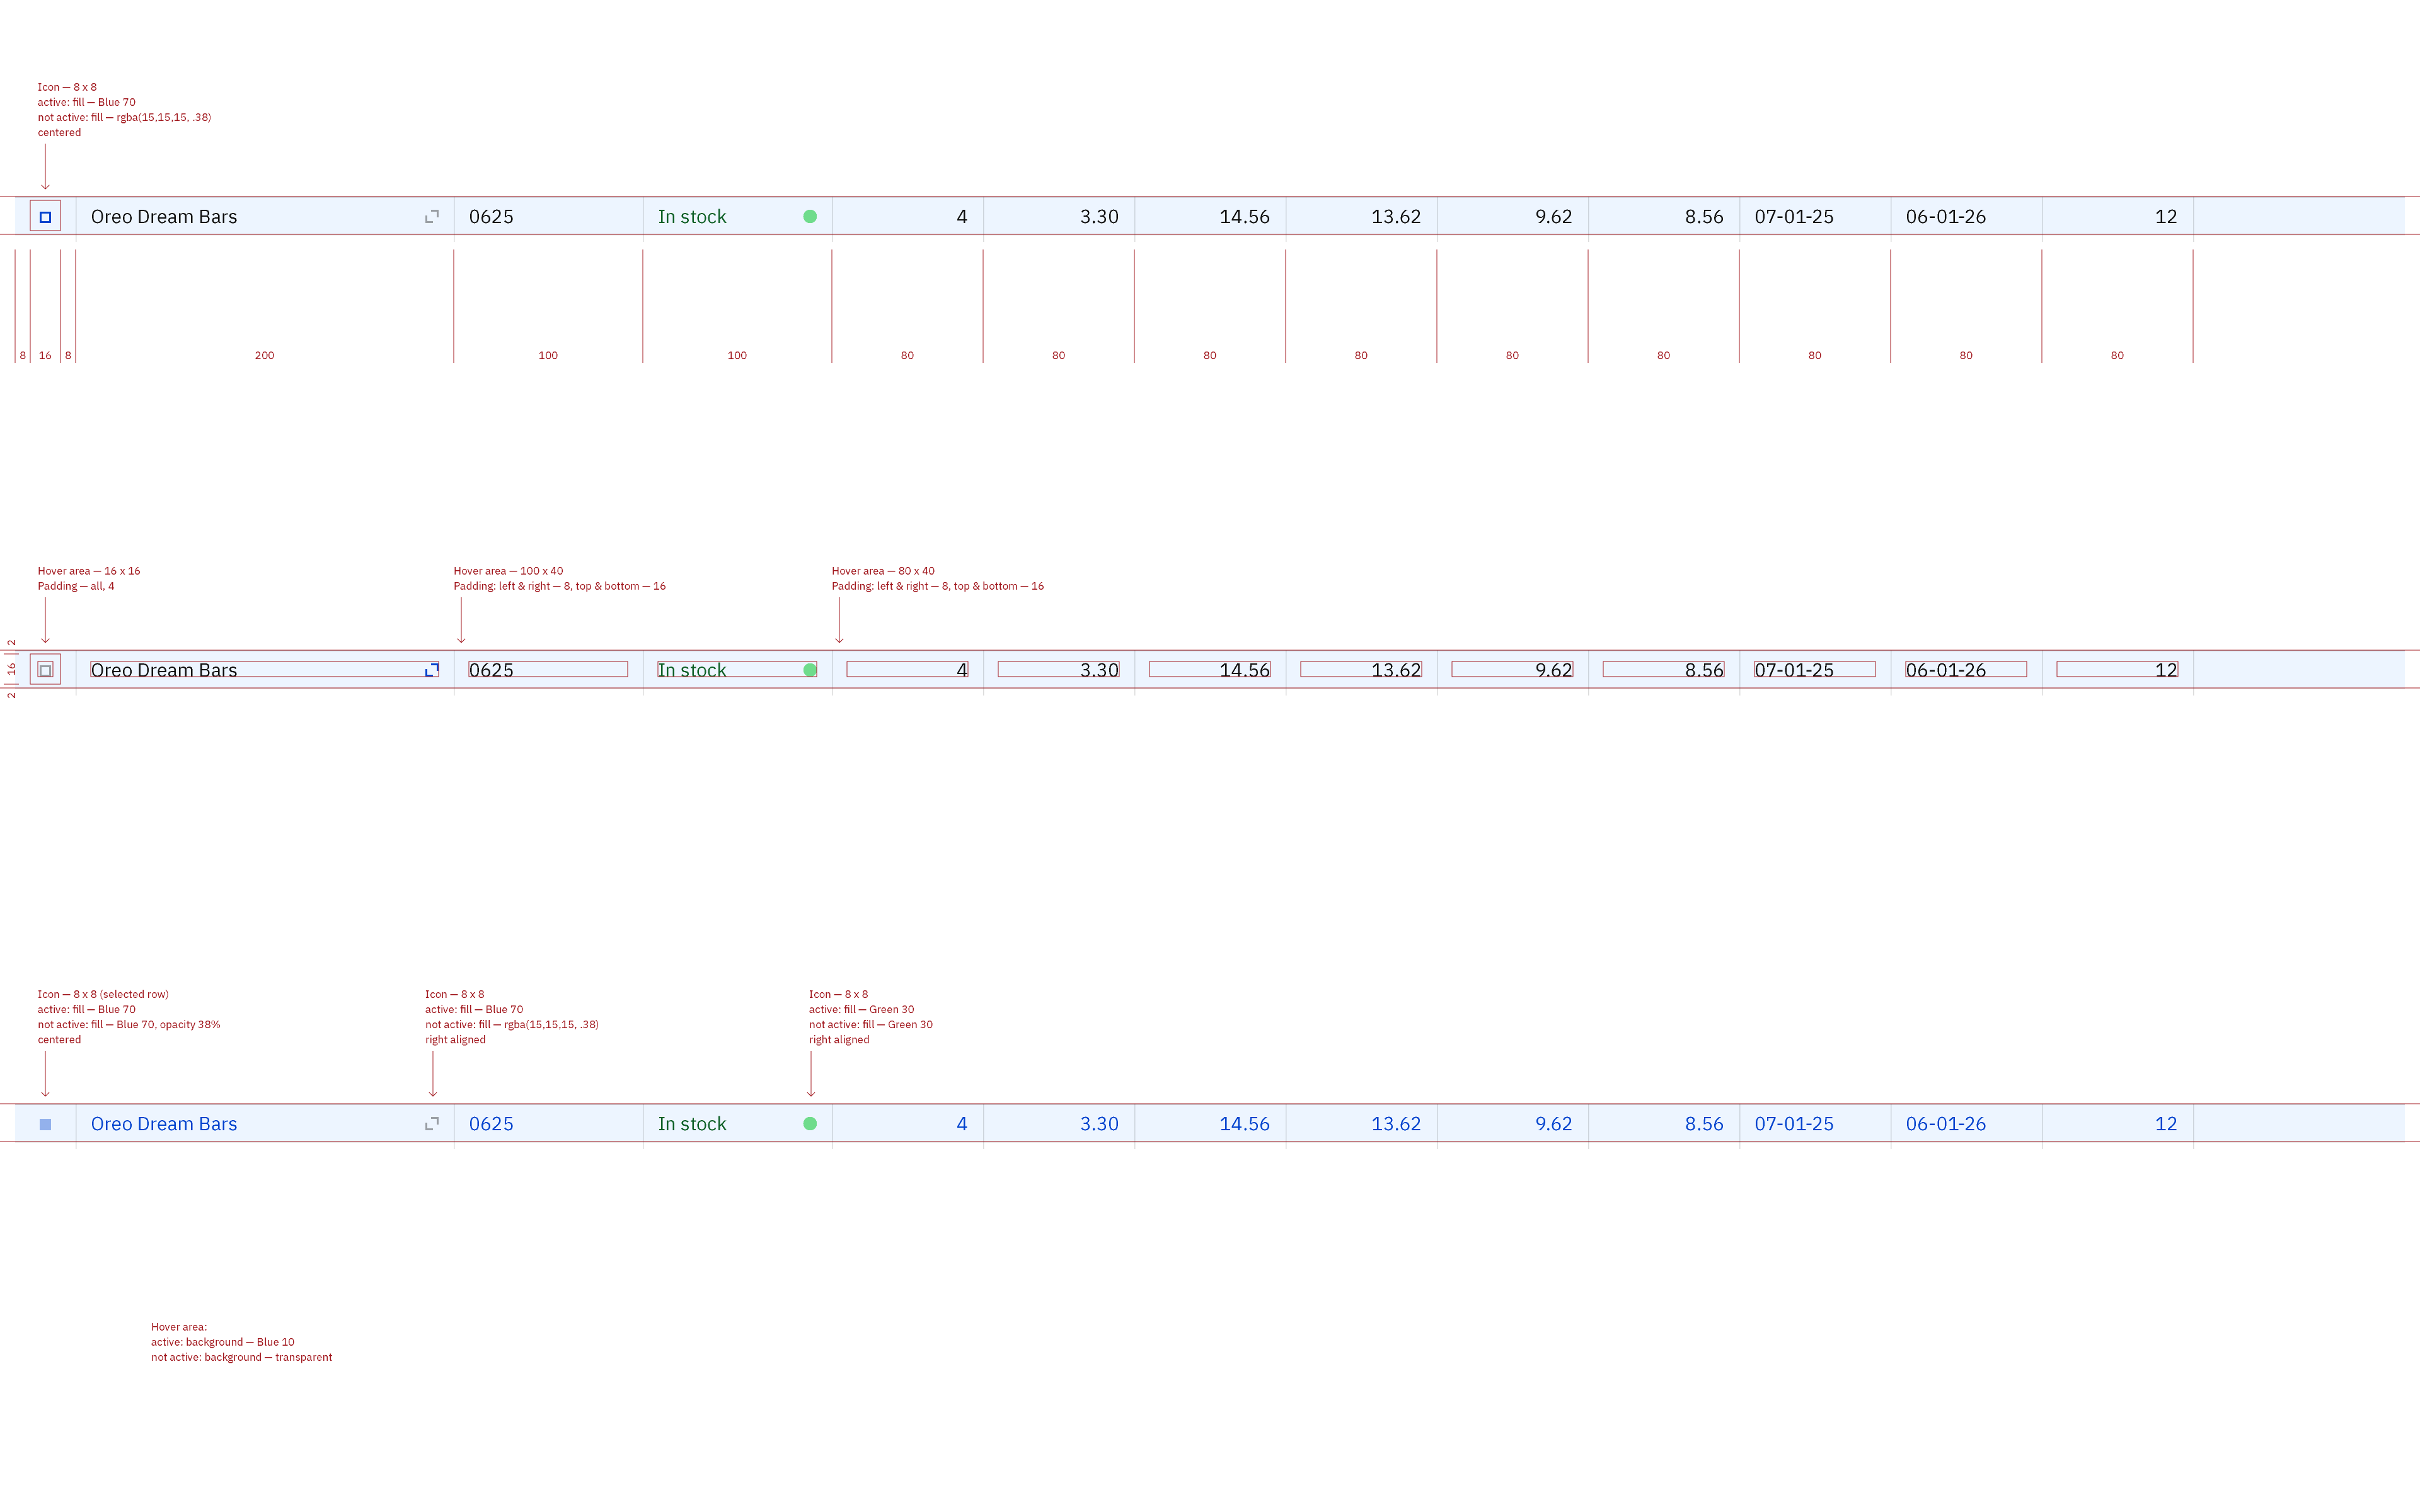 Icon — 8 x 8
active: fill — Blue 70
not active: fill — rgba(15,15,15, .38)
centered
Oreo Dream Bars 0625 In stock 4 3.30 14.56 13.62 9.62 8.56 07-01-25 06-01-26 12
8 16 8 200 100 100 80 80 80 80 80 80 80 80 80
Hover area — 16 x 16
Padding — all, 4
Hover area — 100 x 40
Padding: left & right — 8, top & bottom — 16
Hover area — 80 x 40
Padding: left & right — 8, top & bottom — 16
2
16
2
Oreo Dream Bars 0625 In stock 4 3.30 14.56 13.62 9.62 8.56 07-01-25 06-01-26 12
Icon — 8 x 8 (selected row)
active: fill — Blue 70
not active: fill — Blue 70, opacity 38%
centered
Icon — 8 x 8
active: fill — Blue 70
not active: fill — rgba(15,15,15, .38)
right aligned
Icon — 8 x 8
active: fill — Green 30
not active: fill — Green 30
right aligned
Oreo Dream Bars 0625 In stock 4 3.30 14.56 13.62 9.62 8.56 07-01-25 06-01-26 12
Hover area:
active: background — Blue 10
not active: background — transparent